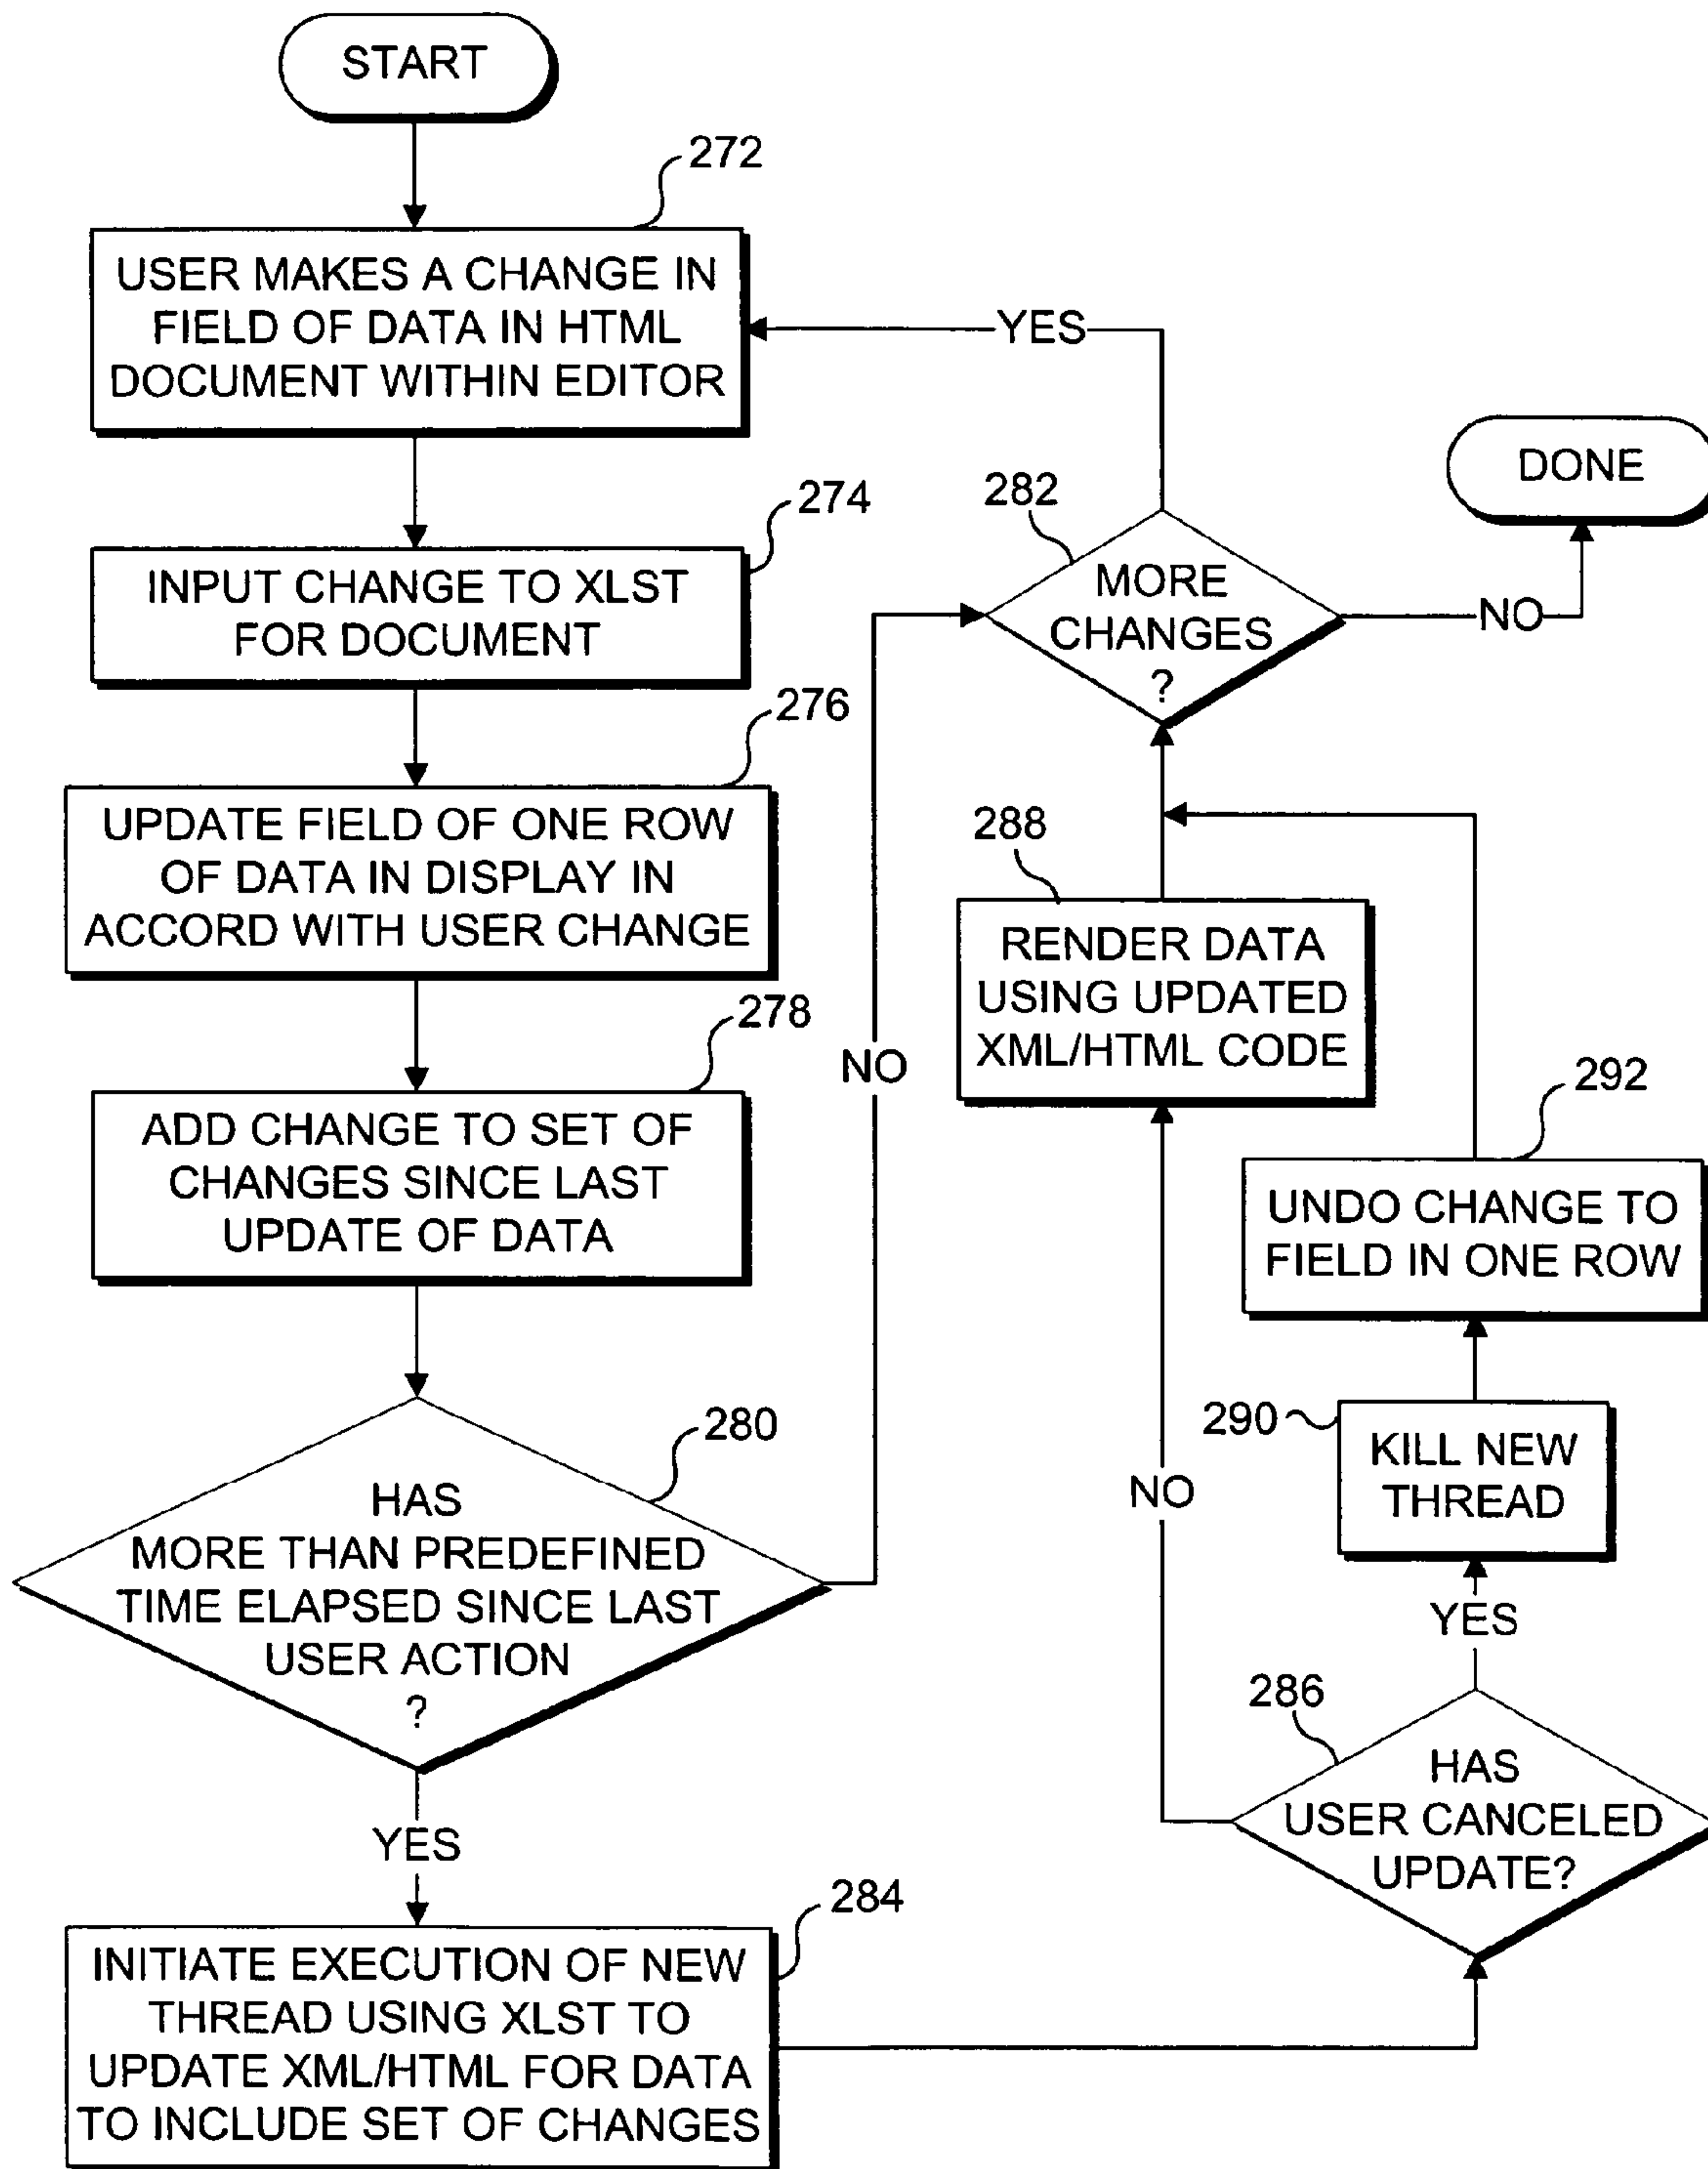 START
272
USER MAKES A CHANGE IN
FIELD OF DATA IN HTML
DOCUMENT WITHIN EDITOR
274
INPUT CHANGE TO XLST
FOR DOCUMENT
276
UPDATE FIELD OF ONE ROW
OF DATA IN DISPLAY IN
ACCORD WITH USER CHANGE
278
ADD CHANGE TO SET OF
CHANGES SINCE LAST
UPDATE OF DATA
280
HAS
MORE THAN PREDEFINED
TIME ELAPSED SINCE LAST
USER ACTION
?
NO
YES
284
INITIATE EXECUTION OF NEW
THREAD USING XLST TO
UPDATE XML/HTML FOR DATA
TO INCLUDE SET OF CHANGES
YES
282
MORE
CHANGES
?
NO
DONE
288
RENDER DATA
USING UPDATED
XML/HTML CODE
292
UNDO CHANGE TO
FIELD IN ONE ROW
290
KILL NEW
THREAD
NO
YES
286
HAS
USER CANCELED
UPDATE?